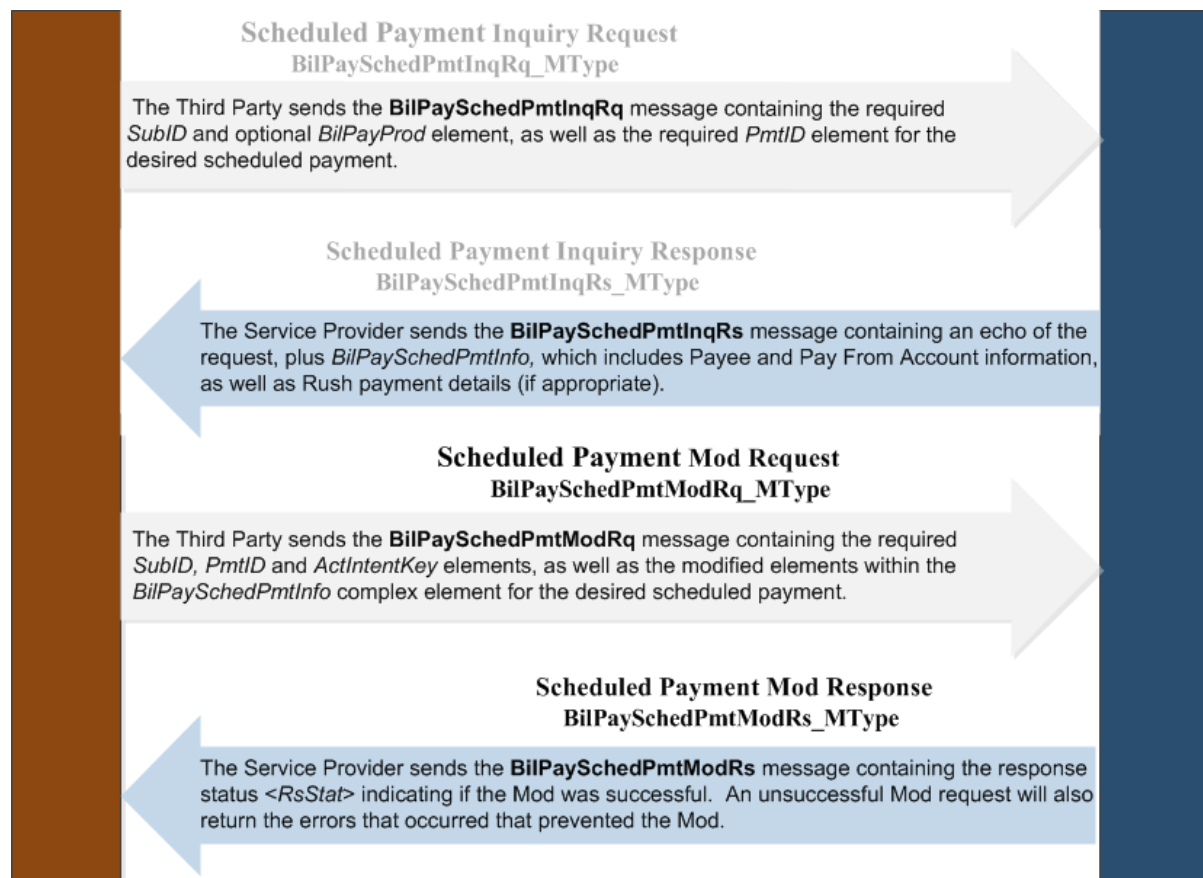 Scheduled Payment Inquiry Request
BilPaySchedPmtInqRq_MType
The Third Party sends the BilPaySchedPmtInqRq message containing the required
SubID and optional BilPayProd element, as well as the required PmtID element for the
desired scheduled payment.
Scheduled Payment Inquiry Response
BilPaySchedPmtInqRs_MType
The Service Provider sends the BilPaySchedPmtInqRs message containing an echo of the
request, plus BilPaySchedPmtInfo, which includes Payee and Pay From Account information,
as well as Rush payment details (if appropriate).
Scheduled Payment Mod Request
BilPaySchedPmtModRq_MType
The Third Party sends the BilPaySchedPmtModRq message containing the required
SubID, PmtID and ActIntentKey elements, as well as the modified elements within the
BilPaySchedPmtInfo complex element for the desired scheduled payment.
Scheduled Payment Mod Response
BilPaySchedPmtModRs_MType
The Service Provider sends the BilPaySchedPmtModRs message containing the response
status <RsStat> indicating if the Mod was successful.  An unsuccessful Mod request will also
return the errors that occurred that prevented the Mod.